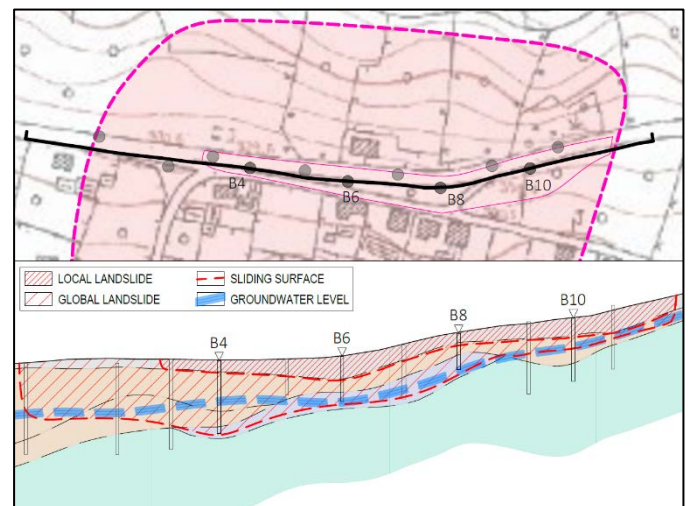 B4
B6
B8
B10
LOCAL LANDSLIDE
SLIDING SURFACE
GLOBAL LANDSLIDE
GROUNDWATER LEVEL
B4
B6
B8
B10